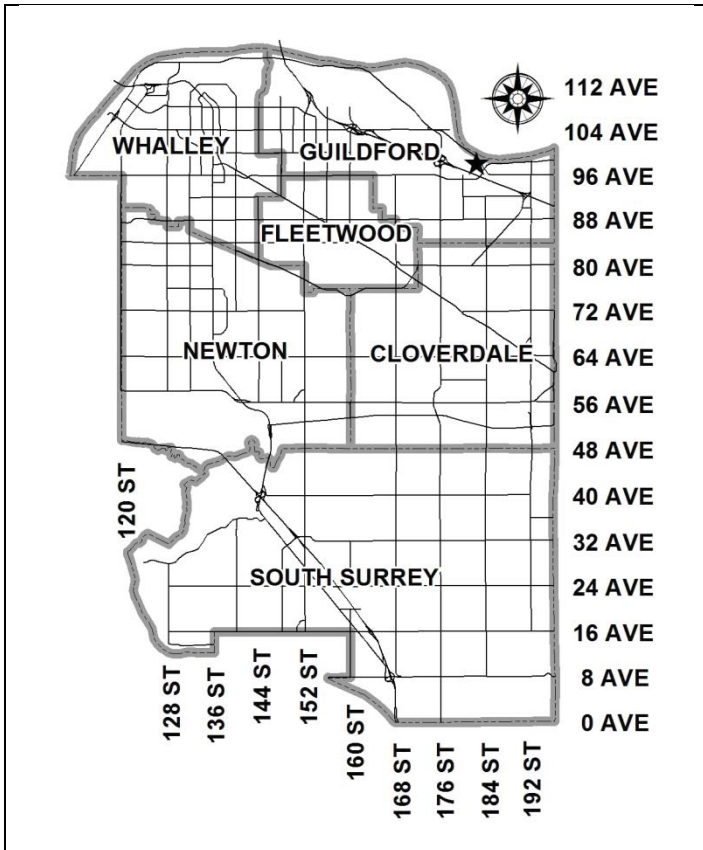 112 AVE
104 AVE
WHALLEY
GUILDFORD
96 AVE
88 AVE
FLEETWOOD
80 AVE
72 AVE
NEWTON
CLOVERDALE
64 AVE
56 AVE
48 AVE
120 ST
40 AVE
32 AVE
SOUTH SURREY
24 AVE
16 AVE
128 ST
136 ST
144 ST
152 ST
160 ST
8 AVE
168 ST
176 ST
184 ST
192 ST
0 AVE